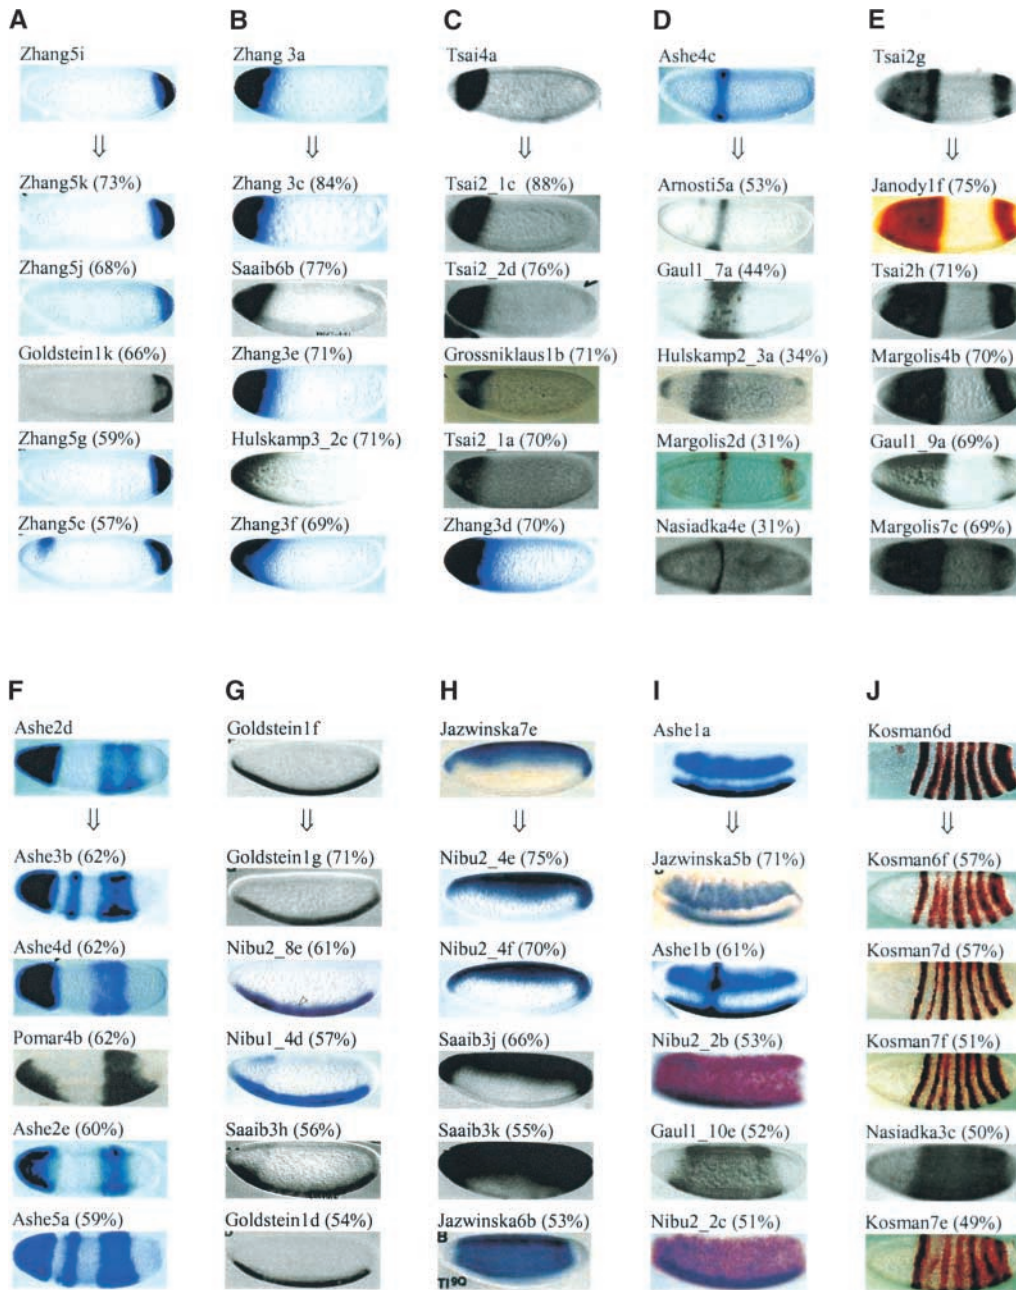 A
Zhang5i
Zhang5k (73%)
Zhang5j (68%)
Goldstein1k (66%)
Zhang5g (59%)
Zhang5c (57%)
B
Zhang 3a
Zhang 3c (84%)
Saaib6b (77%)
Zhang3e (71%)
Hulskamp3_2c (71%)
Zhang3f (69%)
C
Tsai4a
Tsai2_1c (88%)
Tsai2_2d (76%)
Grossniklaus1b (71%)
Tsai2_1a (70%)
Zhang3d (70%)
D
Ashe4c
Arnosti5a (53%)
Gaul1_7a (44%)
Hulskamp2_3a (34%)
Margolis2d (31%)
Nasiadka4e (31%)
E
Tsai2g
Janody1f (75%)
Tsai2h (71%)
Margolis4b (70%)
Gaul1_9a (69%)
Margolis7c (69%)
F
Ashe2d
Ashe3b (62%)
Ashe4d (62%)
Pomar4b (62%)
Ashe2e (60%)
Ashe5a (59%)
G
Goldstein1f
Goldstein1g (71%)
Nibu2_8e (61%)
Nibu1_4d (57%)
Saaib3h (56%)
Goldstein1d (54%)
H
Jazwinska7e
Nibu2_4e (75%)
Nibu2_4f (70%)
Saaib3j (66%)
Saaib3k (55%)
Jazwinska6b (53%)
B
Tl9Q
I
Ashe1a
Jazwinska5b (71%)
Ashe1b (61%)
Nibu2_2b (53%)
Gaul1_10e (52%)
Nibu2_2c (51%)
J
Kosman6d
Kosman6f (57%)
Kosman7d (57%)
Kosman7f (51%)
Nasiadka3c (50%)
Kosman7e (49%)